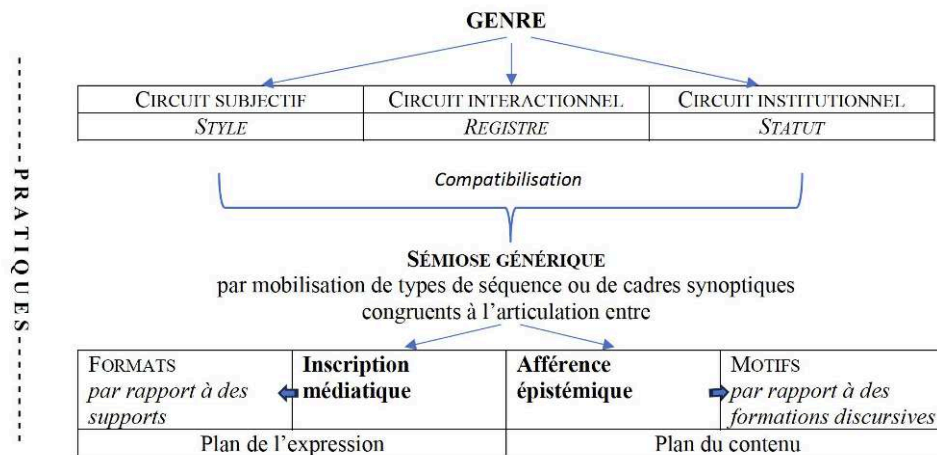 GENRE
CIRCUIT SUBJECTIF CIRCUIT INTERACTIONNEL CIRCUIT INSTITUTIONNEL
STYLE REGISTRE STATUT
Compatibilisation
SÉMIOSE GÉNÉRIQUE
par mobilisation de types de séquence ou de cadres synoptiques
congruents à l'articulation entre
FORMATS
par rapport à des
supports
Inscription
médiatique
Afférence
épistémique
MOTIFS
par rapport à des
formations discursives
Plan de l'expression Plan du contenu
PRATIQUES